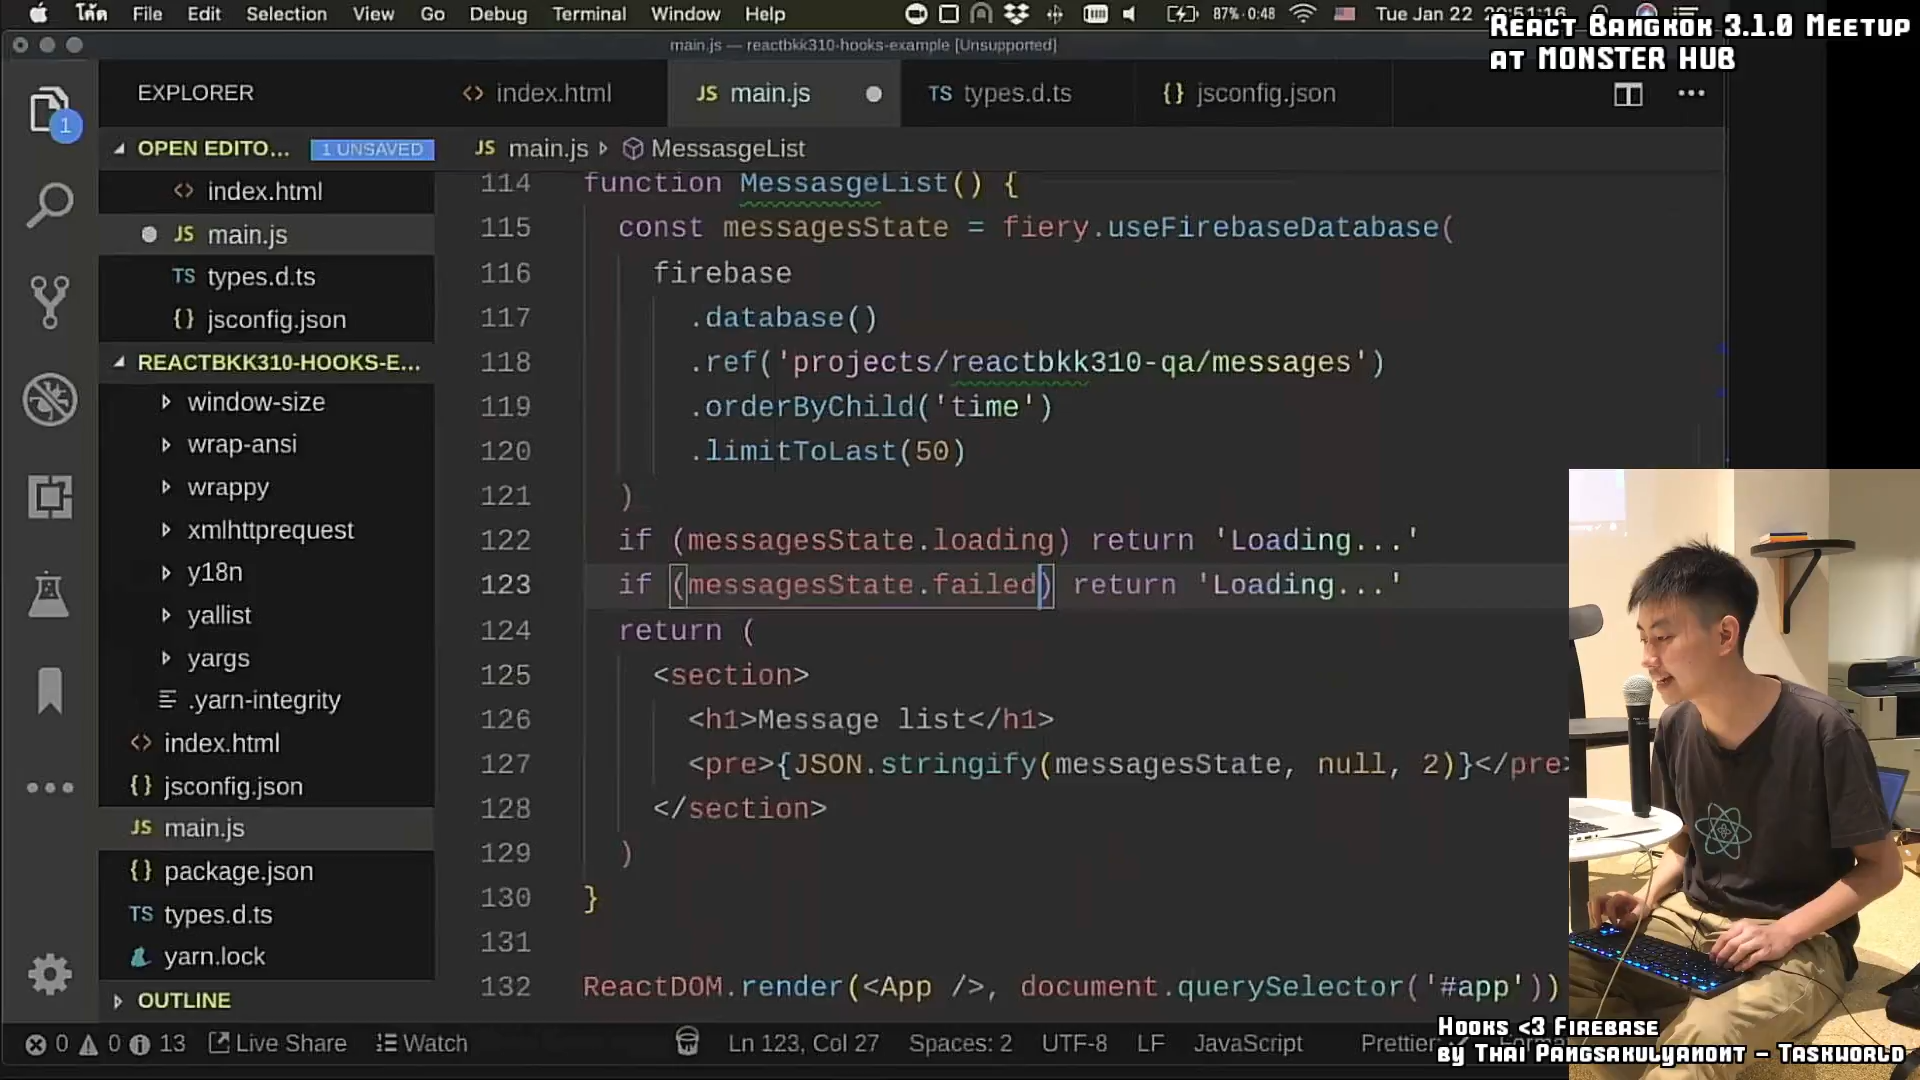 โค้ด File Edit Selection View Go Debug Terminal Window Help 87% 0:48 Tue Jan 22 20:51:16
React Bangkok 3.1.0 Meetup
at MONSTER HUB
main.js — reactbkk310-hooks-example [Unsupported]
EXPLORER
<> index.html JS main.js TS types.d.ts {} jsconfig.json
1
OPEN EDITO... 1 UNSAVED
<> index.html
JS main.js
TS types.d.ts
{} jsconfig.json
REACTBKK310-HOOKS-E...
window-size
wrap-ansi
wrappy
xmlhttprequest
y18n
yallist
yargs
.yarn-integrity
<> index.html
{} jsconfig.json
JS main.js
{} package.json
TS types.d.ts
yarn.lock
OUTLINE
JS main.js MessasgeList
114 function MessasgeList() {
115 const messagesState = fiery.useFirebaseDatabase(
116 firebase
117 .database()
118 .ref('projects/reactbkk310-qa/messages')
119 .orderByChild('time')
120 .limitToLast(50)
121 )
122 if (messagesState.loading) return 'Loading...'
123 if (messagesState.failed) return 'Loading...'
124 return (
125 <section>
126 <h1>Message list</h1>
127 <pre>{JSON.stringify(messagesState, null, 2)}</pre>
128 </section>
129 )
130 }
131
132 ReactDOM.render(<App />, document.querySelector('#app'))
0 0 13 Live Share Watch Ln 123, Col 27 Spaces: 2 UTF-8 LF JavaScript Prettier
Hooks <3 Firebase
by Thai Pangsakulyanont – Taskworld